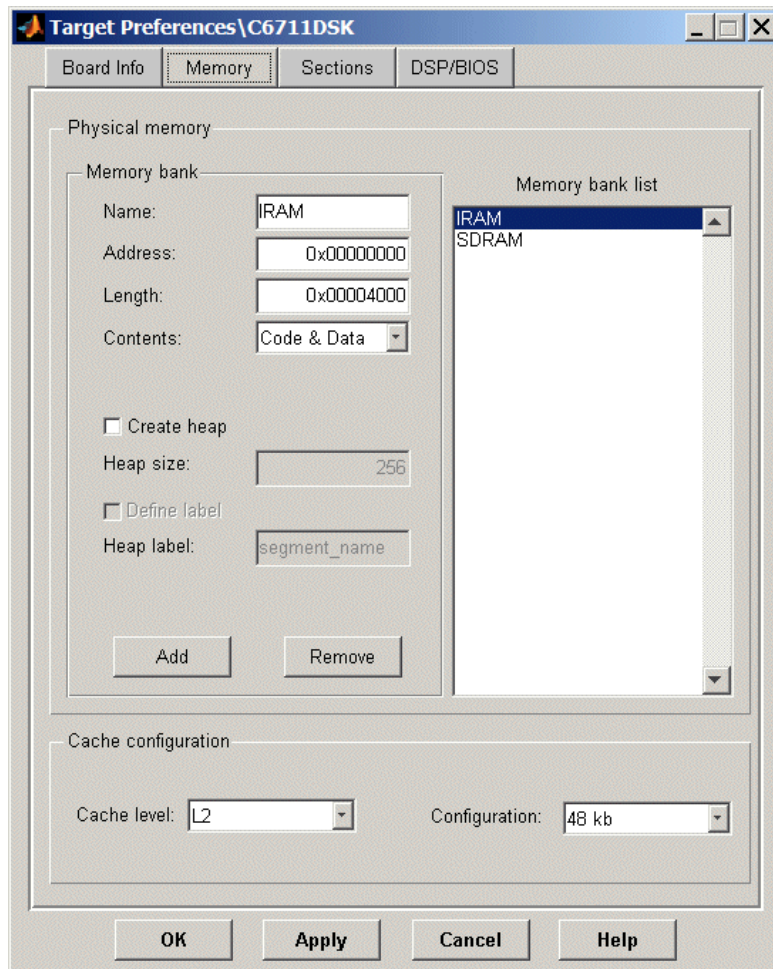 Target Preferences\C6711DSK
Board Info Memory Sections DSP/BIOS
Physical memory
Memory bank
Memory bank list
Name: IRAM
Address: 0x00000000
Length: 0x00004000
Contents: Code & Data
IRAM
SDRAM
Create heap
Heap size: 256
Define label
Heap label: segment_name
Add Remove
Cache configuration
Cache level: L2 Configuration: 48 kb
OK Apply Cancel Help